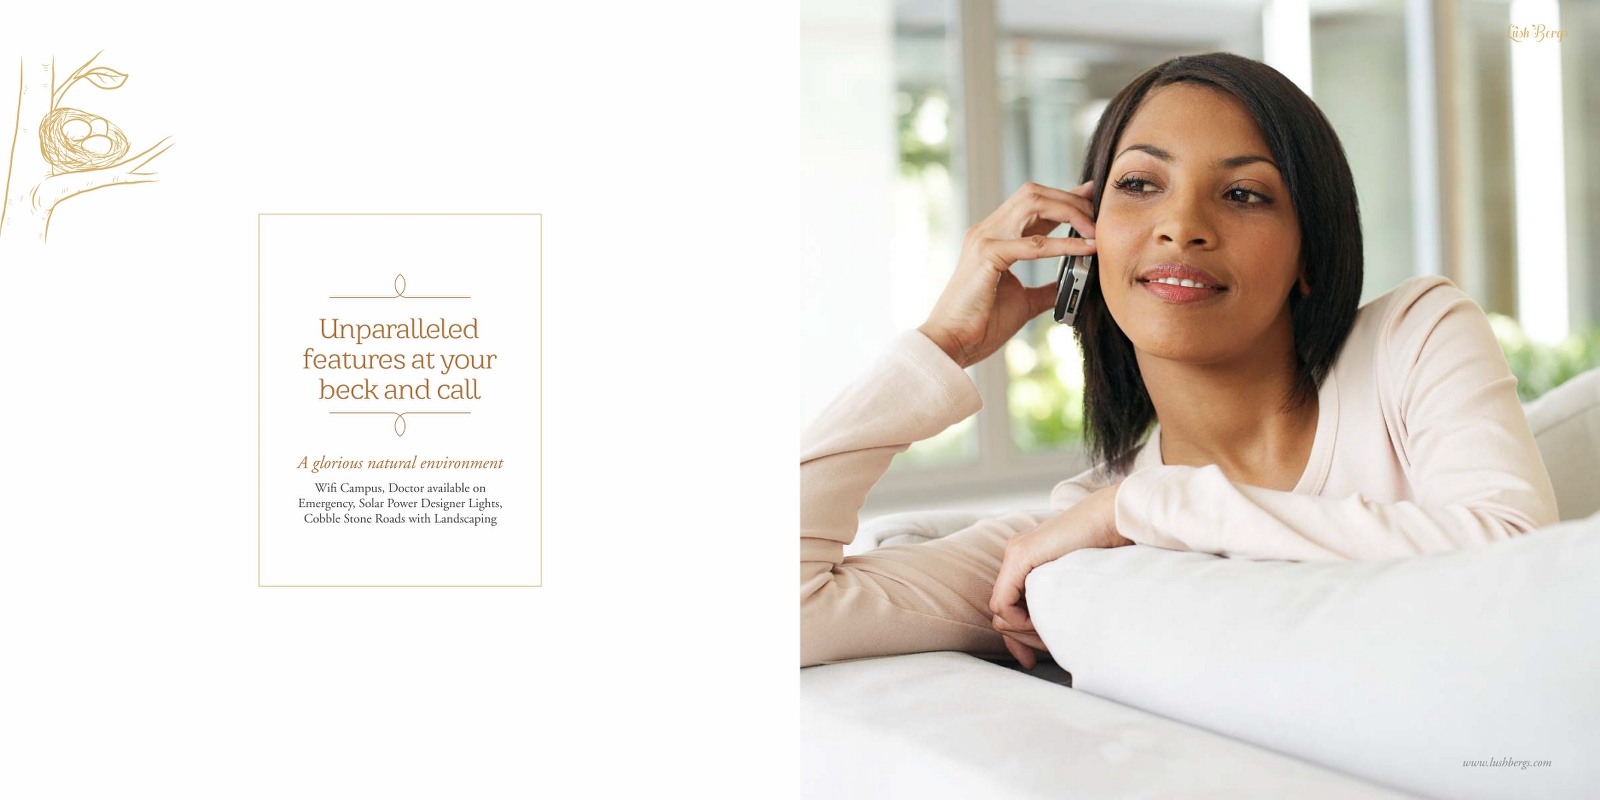 Lush Bergs
Unparalleled
features at your
beck and call
A glorious natural environment
Wifi Campus, Doctor available on
Emergency, Solar Power Designer Lights,
Cobble Stone Roads with Landscaping
www.lushbergs.com